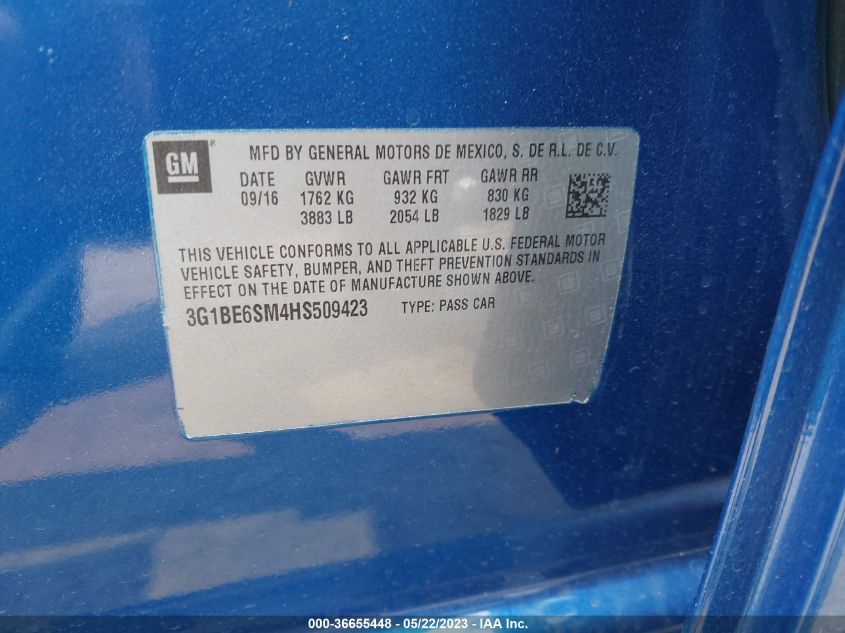 GM
MFD BY GENERAL MOTORS DE MEXICO, S. DE R.L. DE C.V.
DATE GVWR GAWR FRT GAWR RR
09/16 1762 KG 932 KG 830 KG
3883 LB 2054 LB 1829 LB
THIS VEHICLE CONFORMS TO ALL APPLICABLE U.S. FEDERAL MOTOR
VEHICLE SAFETY, BUMPER, AND THEFT PREVENTION STANDARDS IN
EFFECT ON THE DATE OF MANUFACTURE SHOWN ABOVE.
3G1BE6SM4HS509423 TYPE: PASS CAR
000-36655448 - 05/22/2023 - IAA Inc.